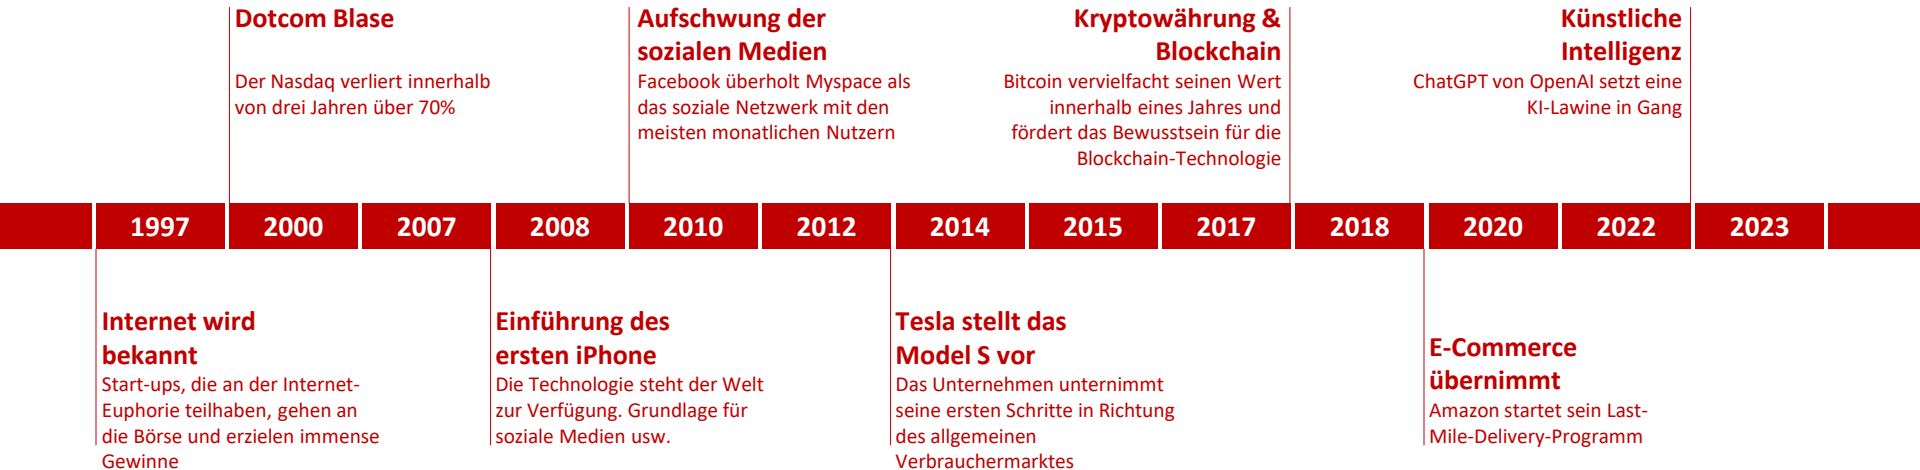 Dotcom Blase
Der Nasdaq verliert innerhalb
von drei Jahren über 70%
Aufschwung der
sozialen Medien
Facebook überholt Myspace als
das soziale Netzwerk mit den
meisten monatlichen Nutzern
Kryptowährung &
Blockchain
Bitcoin vervielfacht seinen Wert
innerhalb eines Jahres und
fördert das Bewusstsein für die
Blockchain-Technologie
Künstliche
Intelligenz
ChatGPT von OpenAI setzt eine
KI-Lawine in Gang
1997 2000 2007 2008 2010 2012 2014 2015 2017 2018 2020 2022 2023
Internet wird
bekannt
Start-ups, die an der Internet-
Euphorie teilhaben, gehen an
die Börse und erzielen immense
Gewinne
Einführung des
ersten iPhone
Die Technologie steht der Welt
zur Verfügung. Grundlage für
soziale Medien usw.
Tesla stellt das
Model S vor
Das Unternehmen unternimmt
seine ersten Schritte in Richtung
des allgemeinen
Verbrauchermarktes
E-Commerce
übernimmt
Amazon startet sein Last-
Mile-Delivery-Programm